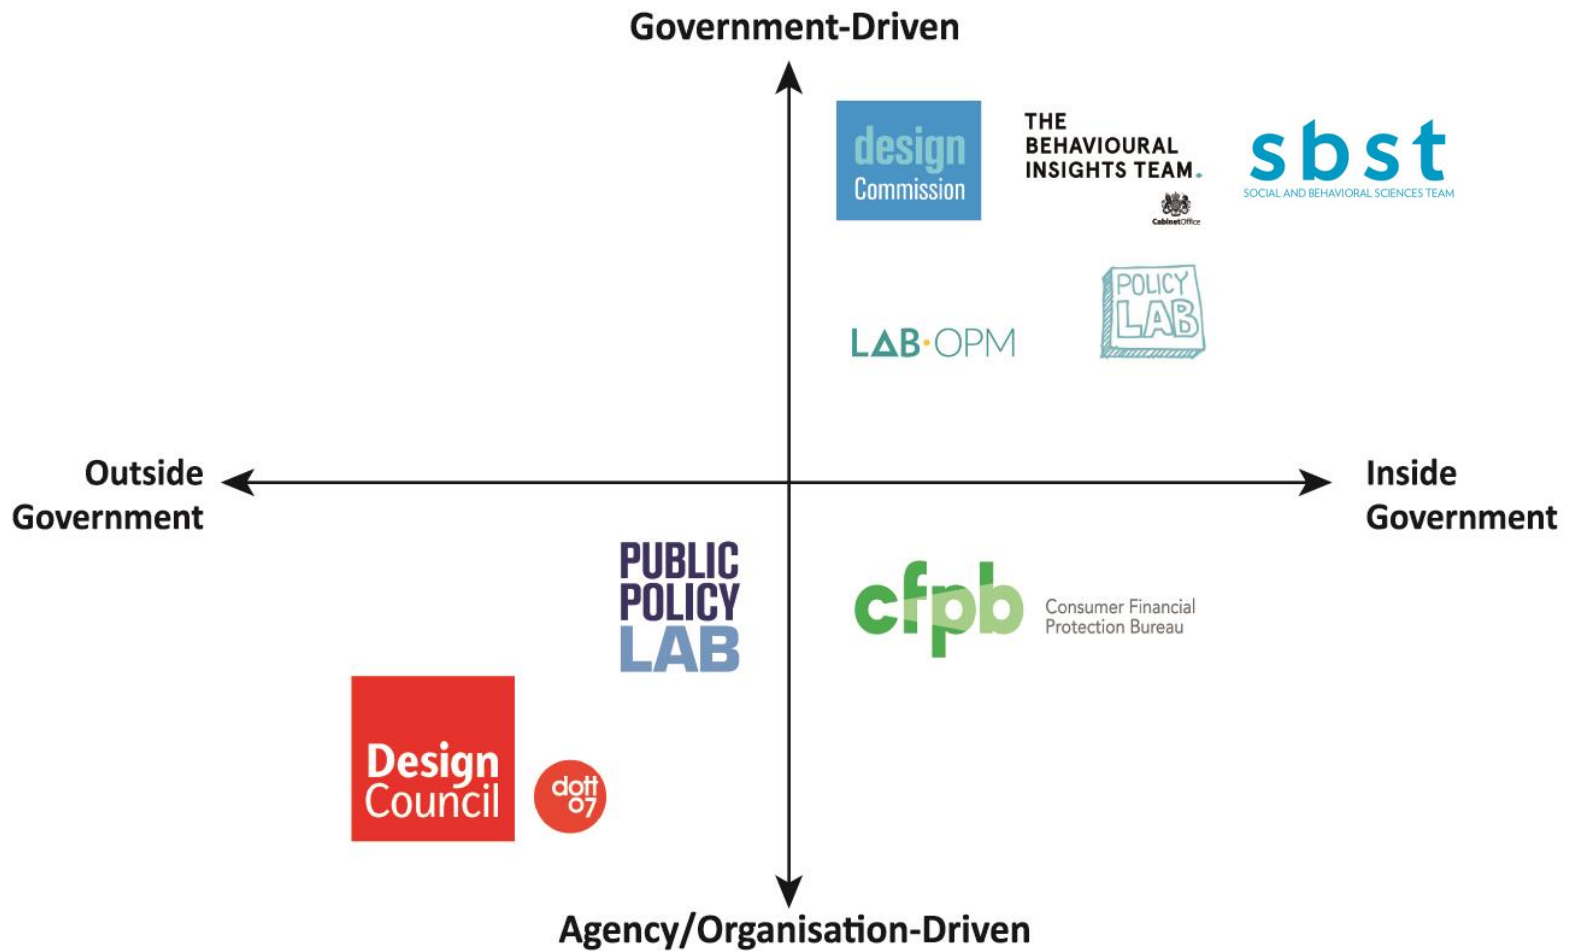 Government-Driven
design
Commission
THE
BEHAVIOURAL
INSIGHTS TEAM.
CabinetOffice
sbst
SOCIAL AND BEHAVIORAL SCIENCES TEAM
LAB·OPM
POLICY
LAB
Outside
Government
Inside
Government
PUBLIC
POLICY
LAB
cfpb
Consumer Financial
Protection Bureau
Design
Council
dott
07
Agency/Organisation-Driven